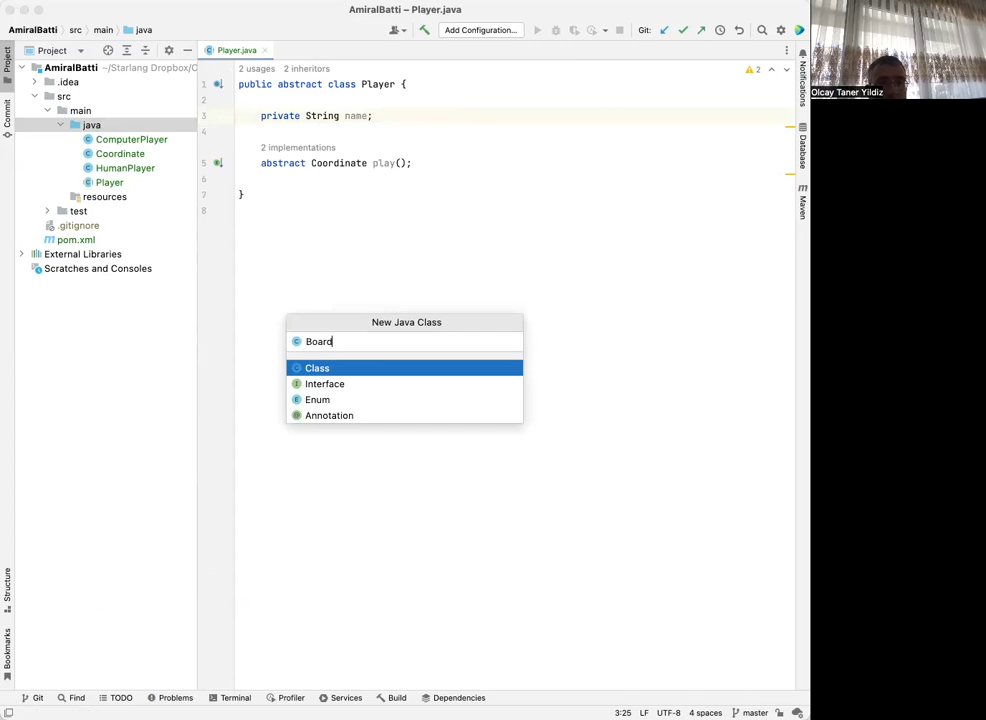 AmiralBatti – Player.java
AmiralBatti
src
main
java
Add Configuration...
Git:
Project
Player.java
AmiralBatti ~/Starlang Dropbox/O
.idea
src
main
java
ComputerPlayer
Coordinate
HumanPlayer
Player
resources
test
.gitignore
pom.xml
External Libraries
Scratches and Consoles
Project
Commit
Structure
Bookmarks
2 usages 2 inheritors
1 public abstract class Player {
2
3 private String name;
4
2 implementations
5 abstract Coordinate play();
6
7 }
8
2
New Java Class
Board
Class
Interface
Enum
Annotation
Notifications
Database
Maven
Olcay Taner Yildiz
Git
Find
TODO
Problems
Terminal
Profiler
Services
Build
Dependencies
3:25 LF UTF-8 4 spaces master